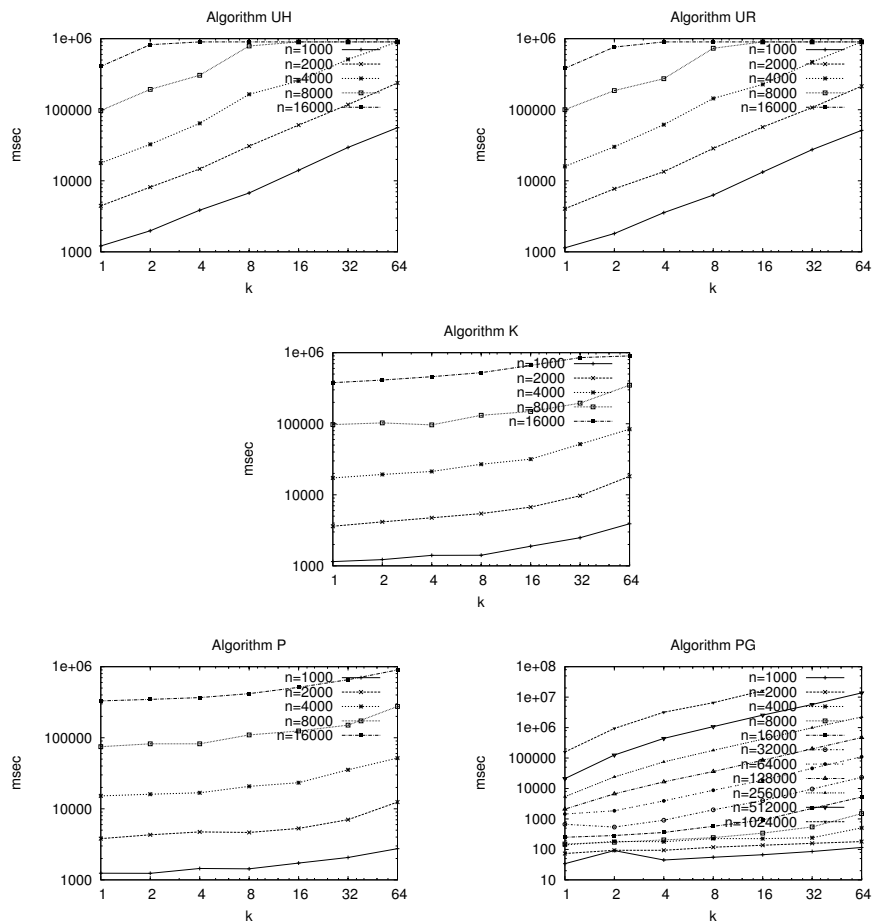 Algorithm UH
1e+06
100000
10000
1000
msec
n=1000
n=2000
n=4000
n=8000
n=16000
1 2 4 8 16 32 64
k
Algorithm UR
1e+06
100000
10000
1000
msec
n=1000
n=2000
n=4000
n=8000
n=16000
1 2 4 8 16 32 64
k
Algorithm K
1e+06
100000
10000
1000
msec
n=1000
n=2000
n=4000
n=8000
n=16000
1 2 4 8 16 32 64
k
Algorithm P
1e+06
100000
10000
1000
msec
n=1000
n=2000
n=4000
n=8000
n=16000
1 2 4 8 16 32 64
k
Algorithm PG
1e+08
1e+07
1e+06
100000
10000
1000
100
10
msec
n=1000
n=2000
n=4000
n=8000
n=16000
n=32000
n=64000
n=128000
n=256000
n=512000
n=1024000
1 2 4 8 16 32 64
k